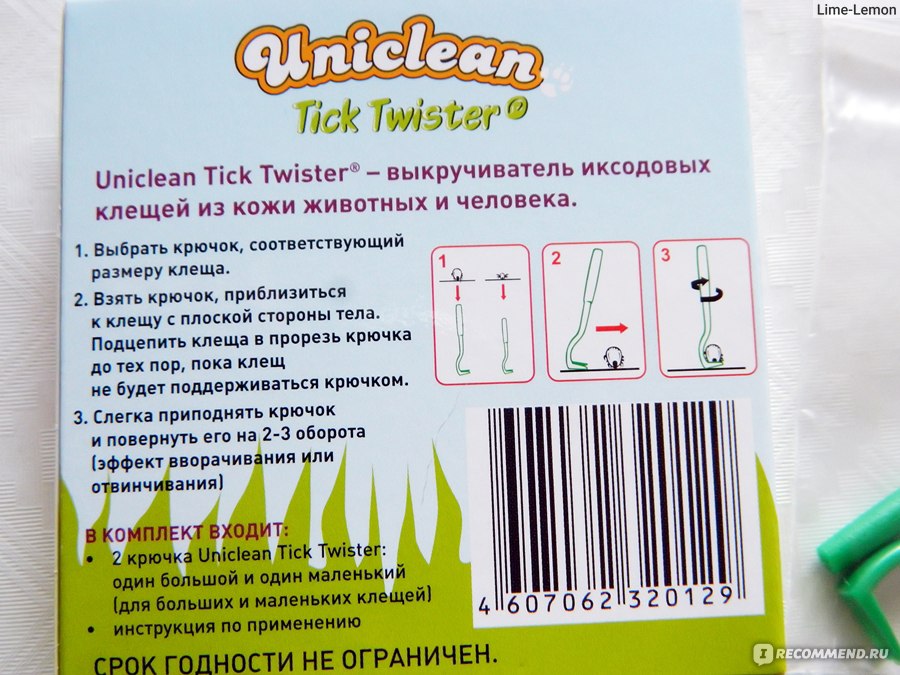 Lime-Lemon
Uniclean
Tick Twister®
Uniclean Tick Twister® – выкручиватель иксодовых
клещей из кожи животных и человека.
1. Выбрать крючок, соответствующий
размеру клеща.
2. Взять крючок, приблизиться
к клещу с плоской стороны тела.
Подцепить клеща в прорезь крючка
до тех пор, пока клещ
не будет поддерживаться крючком.
3. Слегка приподнять крючок
и повернуть его на 2-3 оборота
(эффект вворачивания или
отвинчивания)
1
2
3
В КОМПЛЕКТ ВХОДИТ:
• 2 крючка Uniclean Tick Twister:
один большой и один маленький
(для больших и маленьких клещей)
• инструкция по применению
СРОК ГОДНОСТИ НЕ ОГРАНИЧЕН.
4 607062 320129
I RECOMMEND.RU